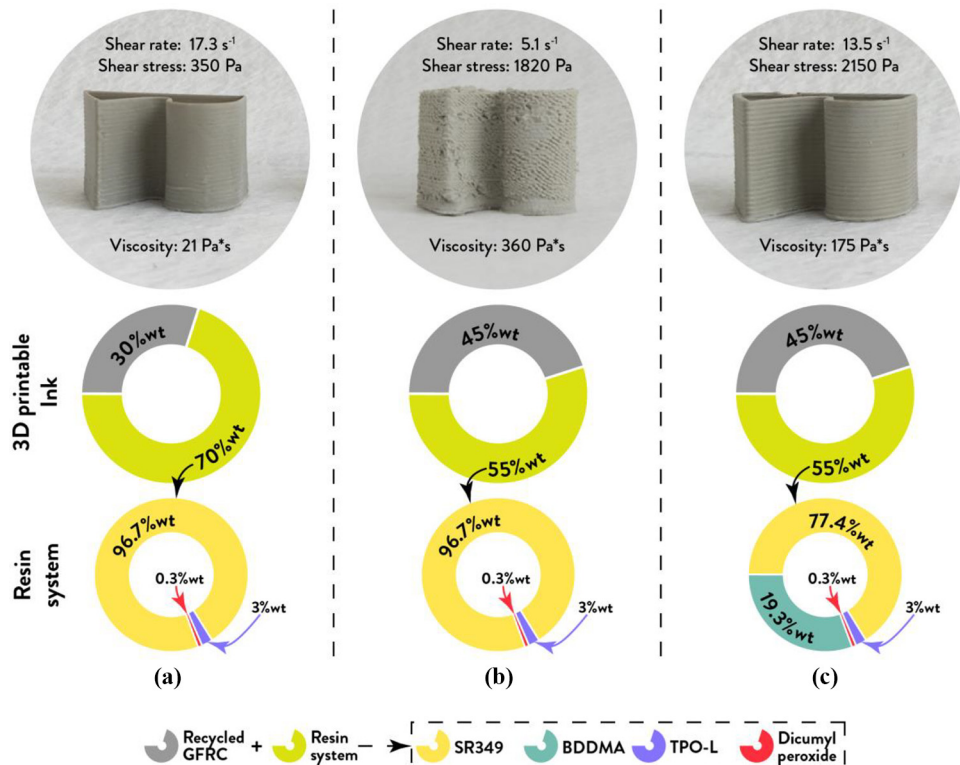 Shear rate: 17.3 s⁻¹
Shear stress: 350 Pa
Viscosity: 21 Pa*s
Shear rate: 5.1 s⁻¹
Shear stress: 1820 Pa
Viscosity: 360 Pa*s
Shear rate: 13.5 s⁻¹
Shear stress: 2150 Pa
Viscosity: 175 Pa*s
3D printable
Ink
30%wt
70%wt
45%wt
55%wt
45%wt
55%wt
Resin
system
96.7%wt
0.3%wt
3%wt
96.7%wt
0.3%wt
3%wt
77.4%wt
19.3%wt
0.3%wt
3%wt
(a)
(b)
(c)
Recycled
GFRC
+
Resin
system
SR349
BDDMA
TPO-L
Dicumyl
peroxide